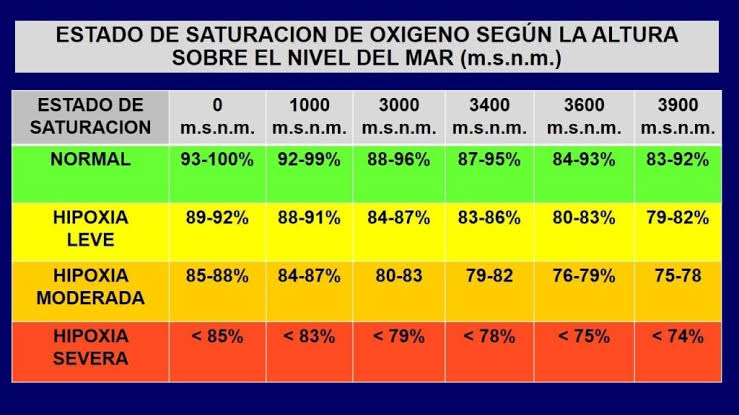 ESTADO DE SATURACION DE OXIGENO SEGÚN LA ALTURA
SOBRE EL NIVEL DEL MAR (m.s.n.m.)
ESTADO DE SATURACION 0 m.s.n.m. 1000 m.s.n.m. 3000 m.s.n.m. 3400 m.s.n.m. 3600 m.s.n.m. 3900 m.s.n.m.
NORMAL 93-100% 92-99% 88-96% 87-95% 84-93% 83-92%
HIPOXIA LEVE 89-92% 88-91% 84-87% 83-86% 80-83% 79-82%
HIPOXIA MODERADA 85-88% 84-87% 80-83 79-82 76-79% 75-78
HIPOXIA SEVERA < 85% < 83% < 79% < 78% < 75% < 74%